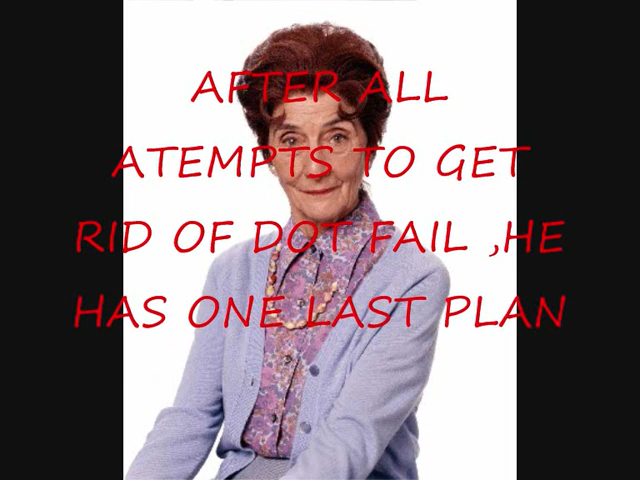 AFTER ALL
ATEMPTS TO GET
RID OF DOT FAIL ,HE
HAS ONE LAST PLAN